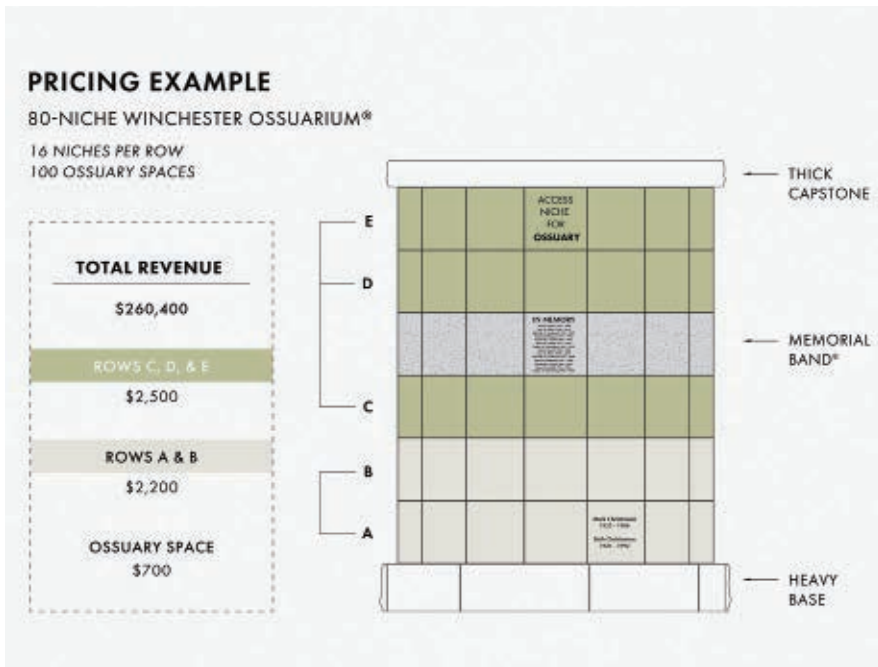 PRICING EXAMPLE
80-NICHE WINCHESTER OSSUARIUM®
16 NICHES PER ROW
100 OSSUARY SPACES
TOTAL REVENUE
$260,400
ROWS C, D, & E
$2,500
ROWS A & B
$2,200
OSSUARY SPACE
$700
E
D
C
B
A
ACCESS
NICHE
FOR
OSSUARY
IN MEMORY
THICK
CAPSTONE
MEMORIAL
BAND®
HEAVY
BASE